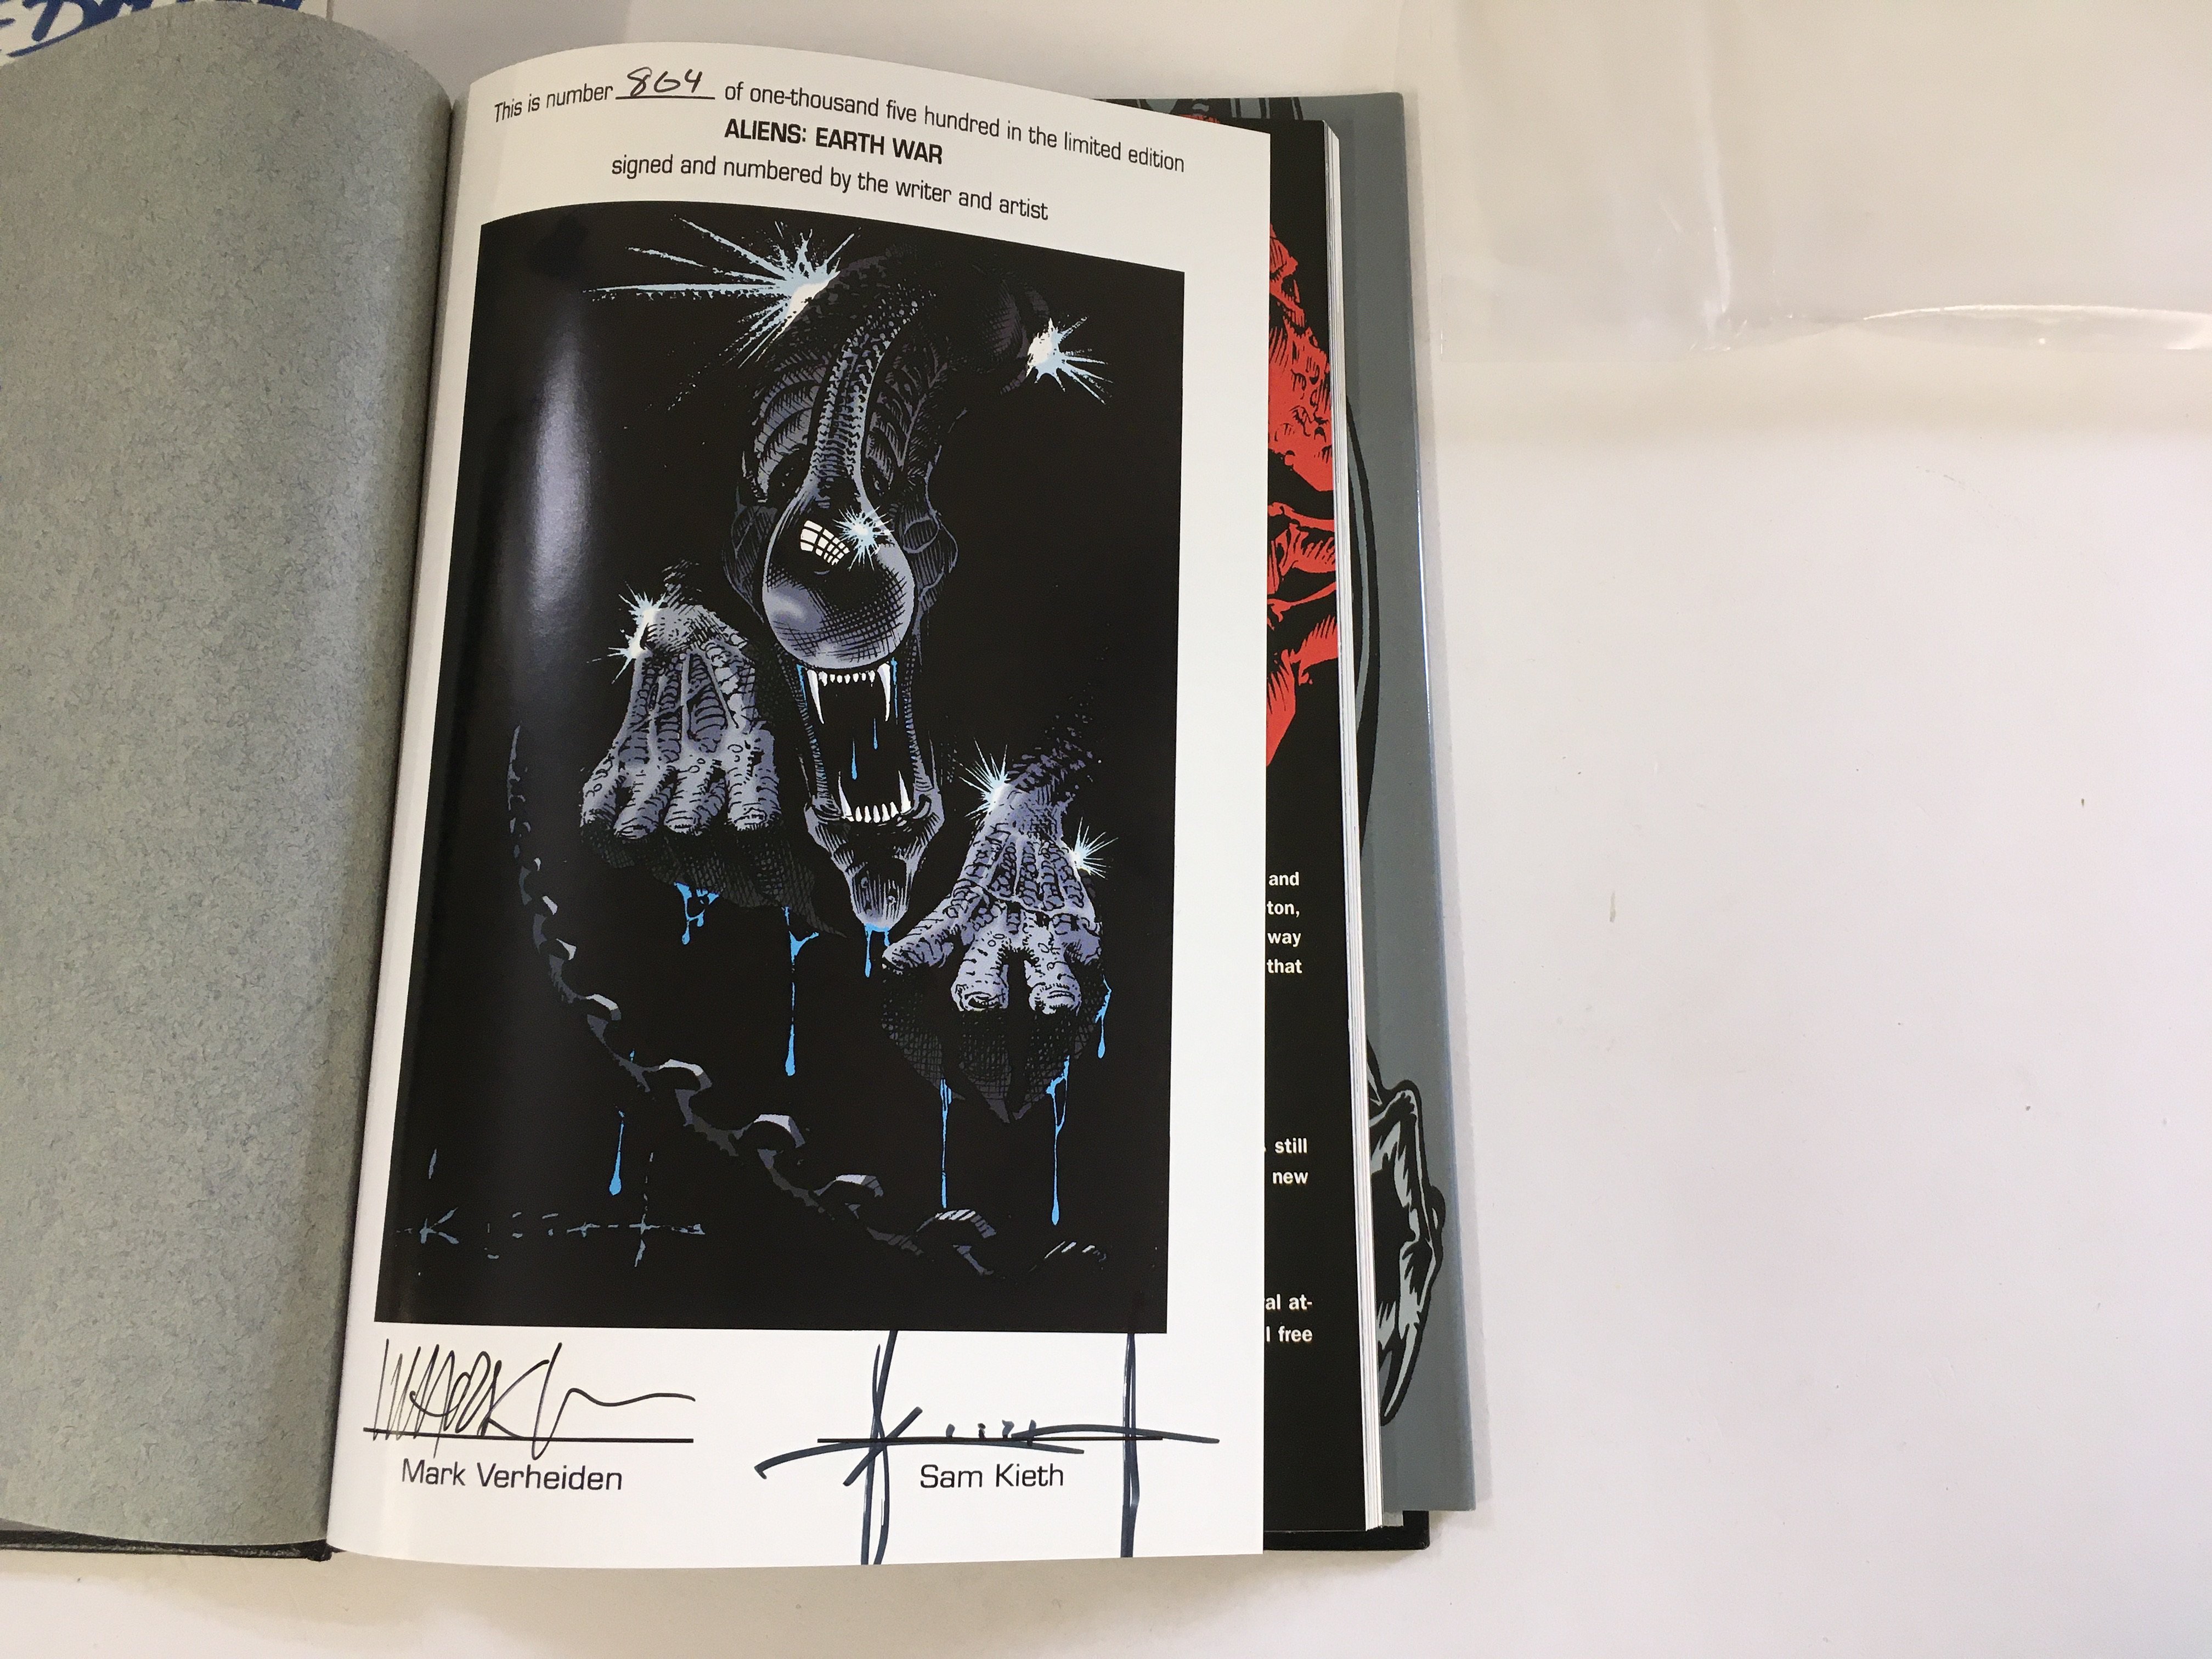 This is number 864 of one-thousand five hundred in the limited edition
ALIENS: EARTH WAR
signed and numbered by the writer and artist
and
ton,
way
that
still
new
al at-
l free
Mark Verheiden
Sam Kieth